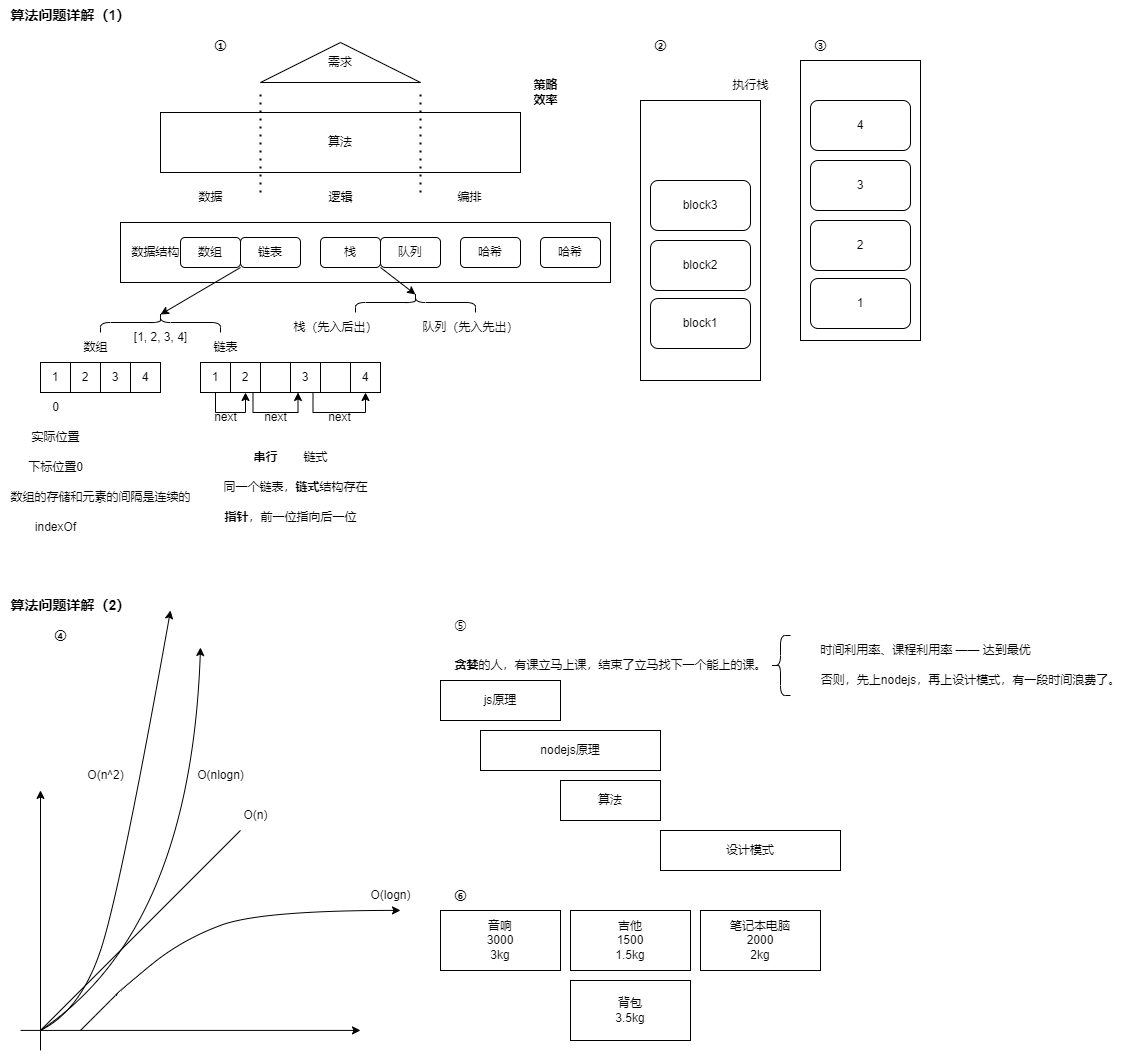 算法问题详解（1）
①
需求
策略
效率
算法
数据
逻辑
编排
数据结构
数组
链表
栈
队列
哈希
哈希
栈（先入后出）
队列（先入先出）
[1, 2, 3, 4]
数组
链表
1 2 3 4
1 2 3 4
next next next
0
实际位置
下标位置0
数组的存储和元素的间隔是连续的
indexOf
串行 链式
同一个链表，链式结构存在
指针，前一位指向后一位
②
执行栈
block3
block2
block1
③
4
3
2
1
算法问题详解（2）
④
O(n^2)
O(nlogn)
O(n)
O(logn)
⑤
贪婪的人，有课立马上课，结束了立马找下一个能上的课。
时间利用率、课程利用率 —— 达到最优
否则，先上nodejs，再上设计模式，有一段时间浪费了。
js原理
nodejs原理
算法
设计模式
⑥
音响
3000
3kg
吉他
1500
1.5kg
笔记本电脑
2000
2kg
背包
3.5kg